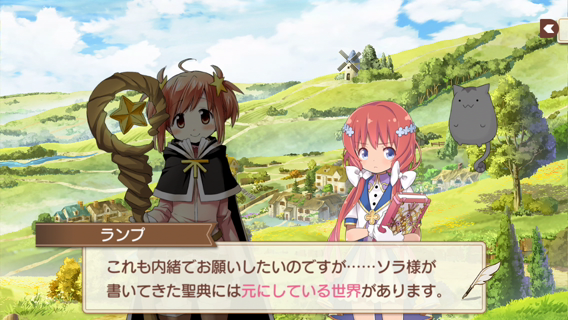 ランプ
これも内緒でお願いしたいのですが……ソラ様が
書いてきた聖典には元にしている世界があります。